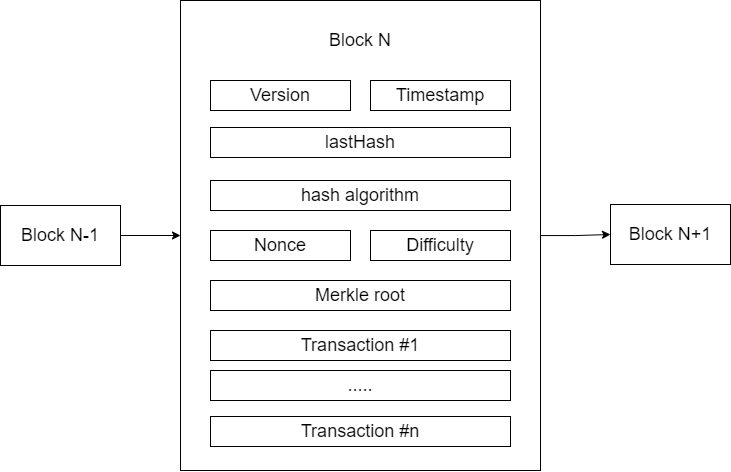 Block N
Version Timestamp
lastHash
hash algorithm
Block N-1
Nonce Difficulty
Block N+1
Merkle root
Transaction #1
.....
Transaction #n